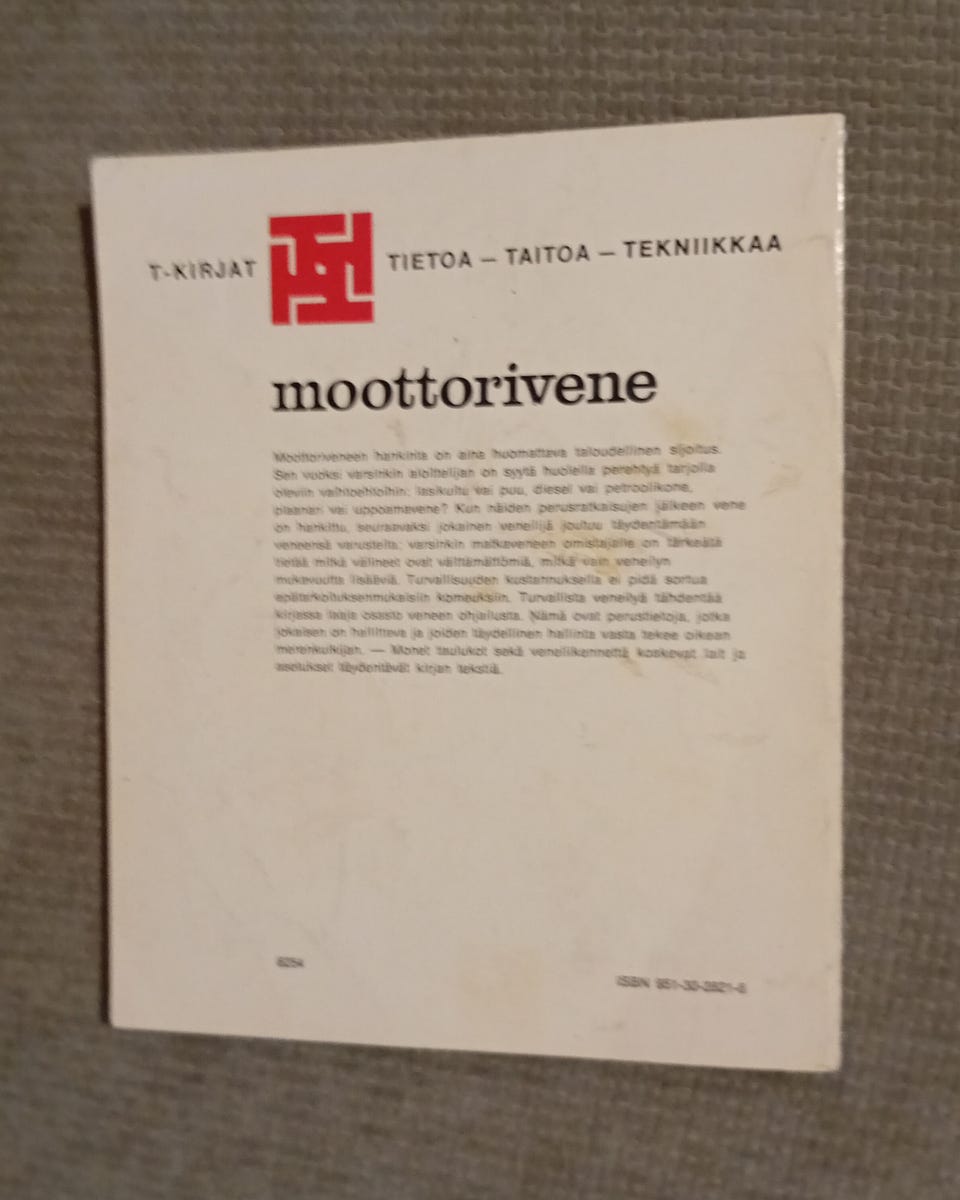 T-KIRJAT TIETOA — TAITOA — TEKNIIKKAA
moottorivene
Moottoriveneen hankinta on aina huomattava taloudellinen sijoitus.
Sen vuoksi varsinkin aloittelijan on syytä huolella perehtyä tarjolla
oleviin vaihtoehtoihin: lasikuitu vai puu, diesel vai petroolikone,
plaanari vai uppoamavene? Kun näiden perusratkaisujen jälkeen vene
on hankittu, seuraavaksi jokainen veneilijä joutuu täydentämään
veneensä varusteita; varsinkin matkaveneen omistajalle on tärkeätä
tietää mitkä välineet ovat välttämättömiä, mitkä vain veneilyn
mukavuutta lisääviä. Turvallisuuden kustannuksella ei pidä sortua
epätarkoituksenmukaisiin komeuksiin. Turvallista veneilyä tähdentää
kirjassa laaja osasto veneen ohjailusta. Nämä ovat perustietoja, jotka
jokaisen on hallittava ja joiden täydellinen hallinta vasta tekee oikean
merenkulkijan. — Monet taulukot sekä veneliikennettä koskevat lait ja
asetukset täydentävät kirjan tekstiä.
6254
ISBN 951-30-2821-8